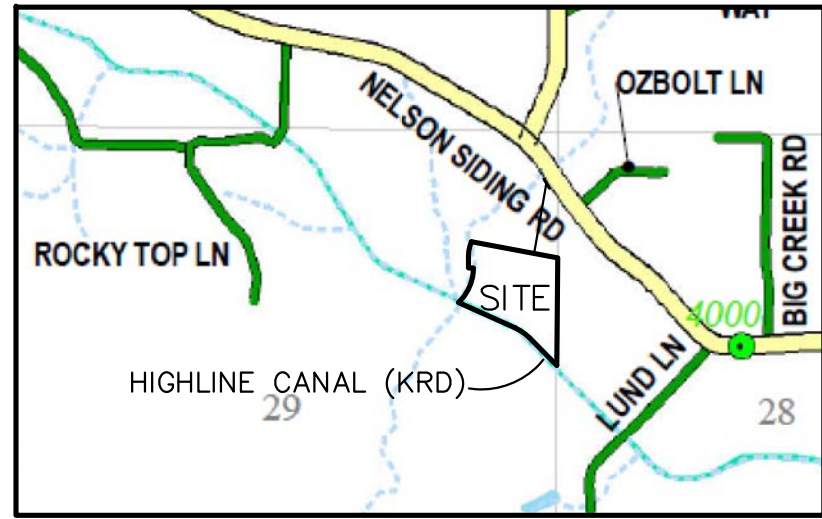 WAY
OZBOLT LN
NELSON SIDING RD
BIG CREEK RD
ROCKY TOP LN
SITE
4000
HIGHLINE CANAL (KRD)
LUND LN
29
28